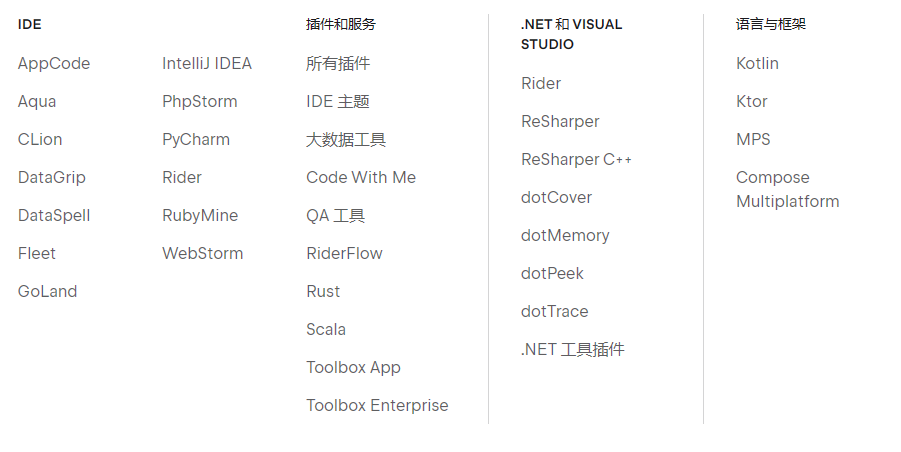 IDE
AppCode
Aqua
CLion
DataGrip
DataSpell
Fleet
GoLand
IntelliJ IDEA
PhpStorm
PyCharm
Rider
RubyMine
WebStorm
插件和服务
所有插件
IDE 主题
大数据工具
Code With Me
QA 工具
RiderFlow
Rust
Scala
Toolbox App
Toolbox Enterprise
.NET 和 VISUAL
STUDIO
Rider
ReSharper
ReSharper C++
dotCover
dotMemory
dotPeek
dotTrace
.NET 工具插件
语言与框架
Kotlin
Ktor
MPS
Compose
Multiplatform